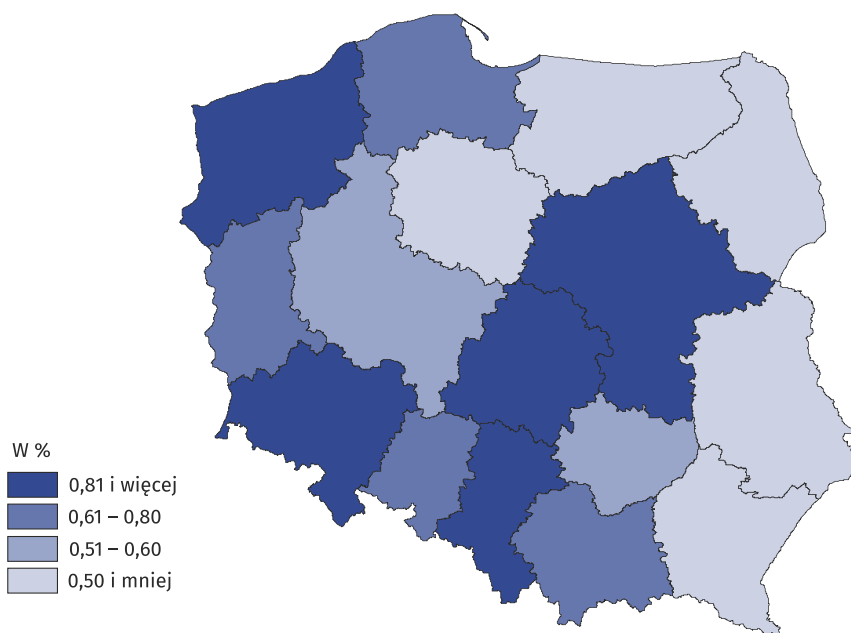 W %
0,81 i więcej
0,61 – 0,80
0,51 – 0,60
0,50 i mniej